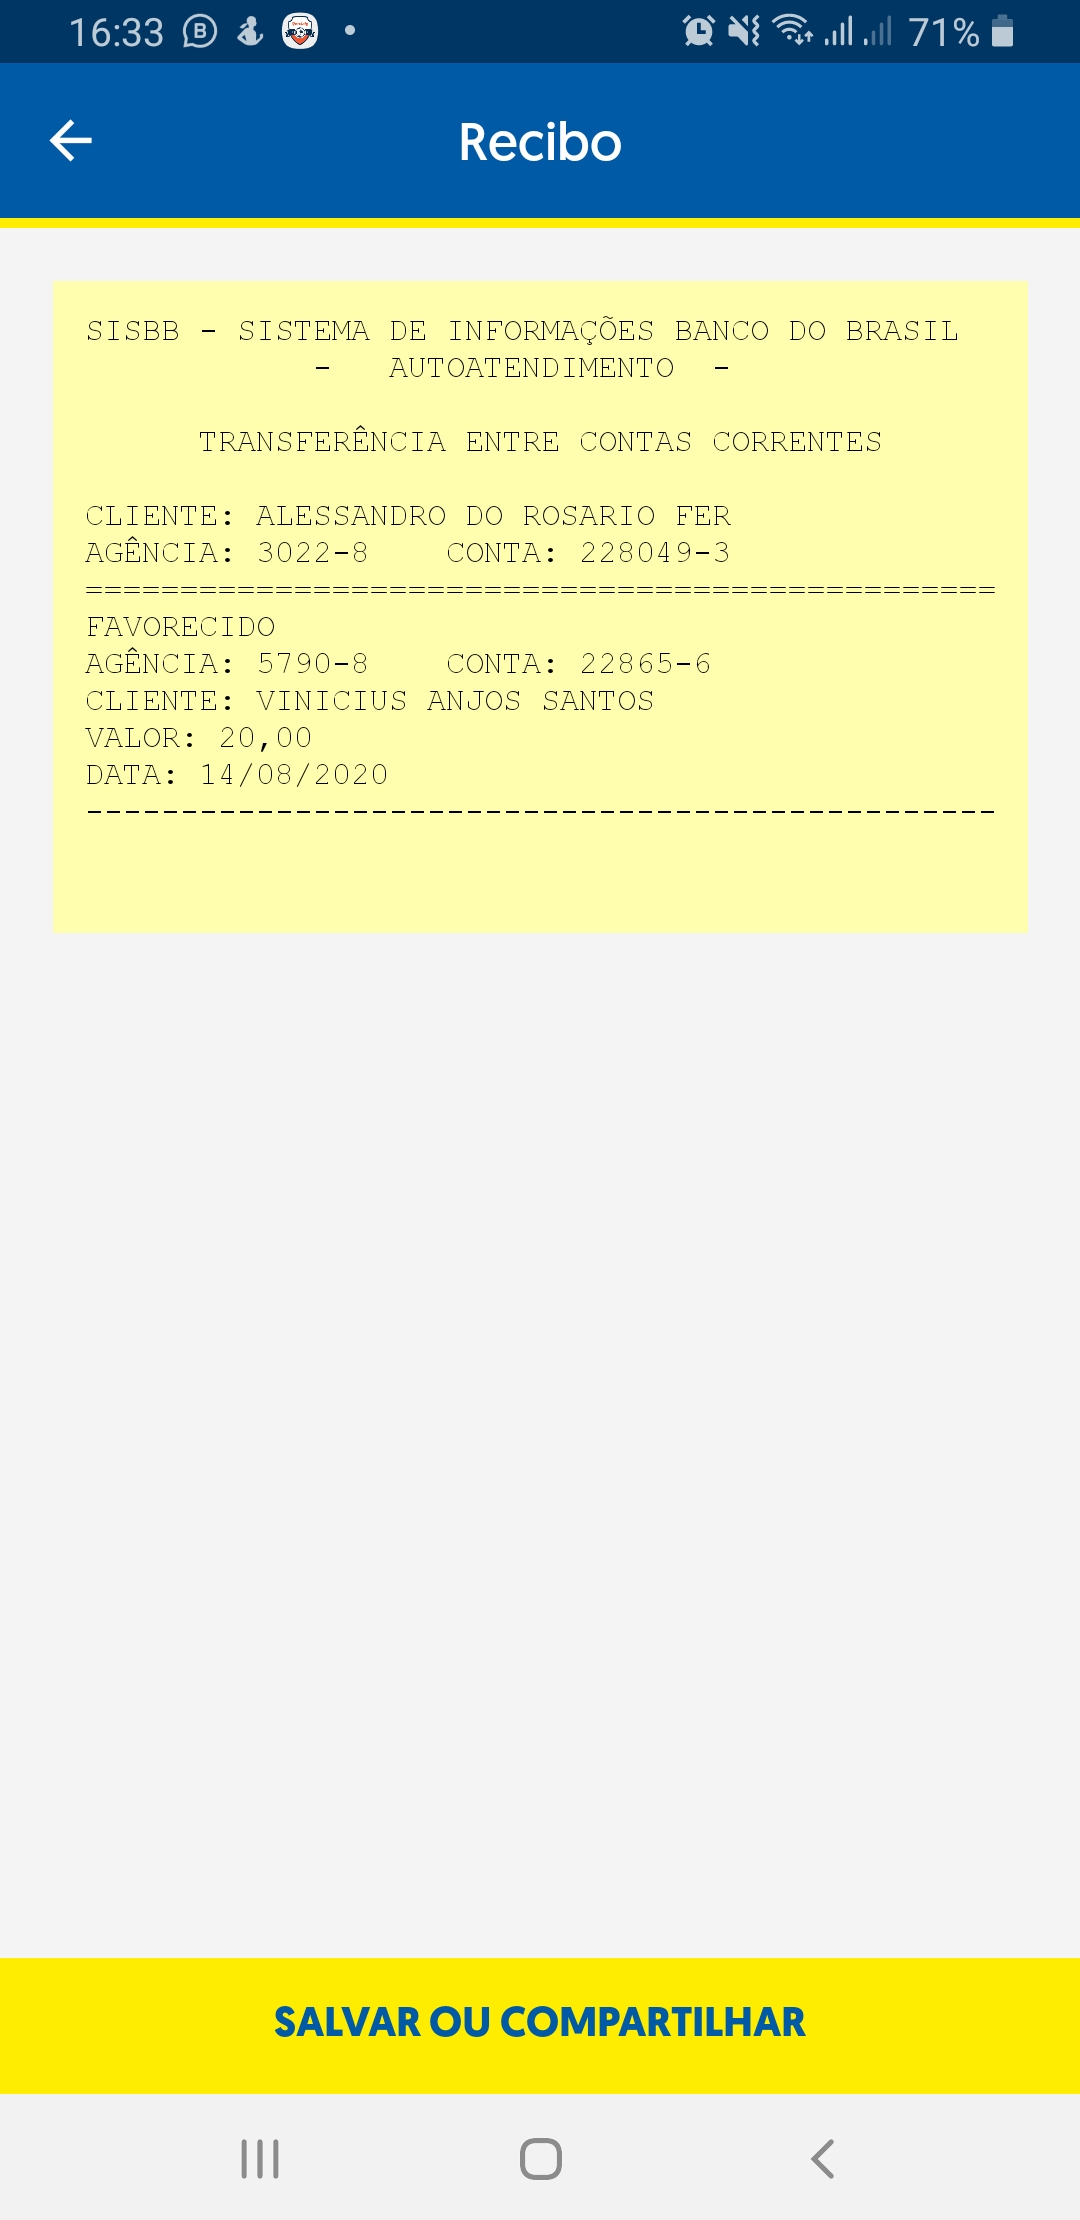 16:33
71%
Recibo
SISBB - SISTEMA DE INFORMAÇÕES BANCO DO BRASIL
- AUTOATENDIMENTO -
TRANSFERÊNCIA ENTRE CONTAS CORRENTES
CLIENTE: ALESSANDRO DO ROSARIO FER
AGÊNCIA: 3022-8 CONTA: 228049-3
================================================
FAVORECIDO
AGÊNCIA: 5790-8 CONTA: 22865-6
CLIENTE: VINICIUS ANJOS SANTOS
VALOR: 20,00
DATA: 14/08/2020
------------------------------------------------
SALVAR OU COMPARTILHAR